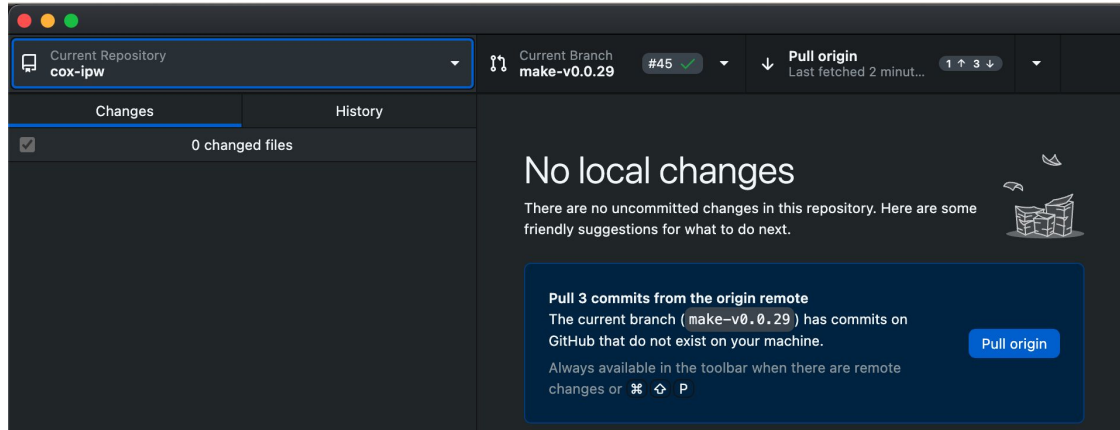 Current Repository
cox-ipw
Current Branch
make-v0.0.29
#45
Pull origin
Last fetched 2 minut...
1 ↑ 3 ↓
Changes
History
0 changed files
No local changes
There are no uncommitted changes in this repository. Here are some
friendly suggestions for what to do next.
Pull 3 commits from the origin remote
The current branch ( make-v0.0.29 ) has commits on
GitHub that do not exist on your machine.
Always available in the toolbar when there are remote
changes or ⌘ ⇧ P
Pull origin